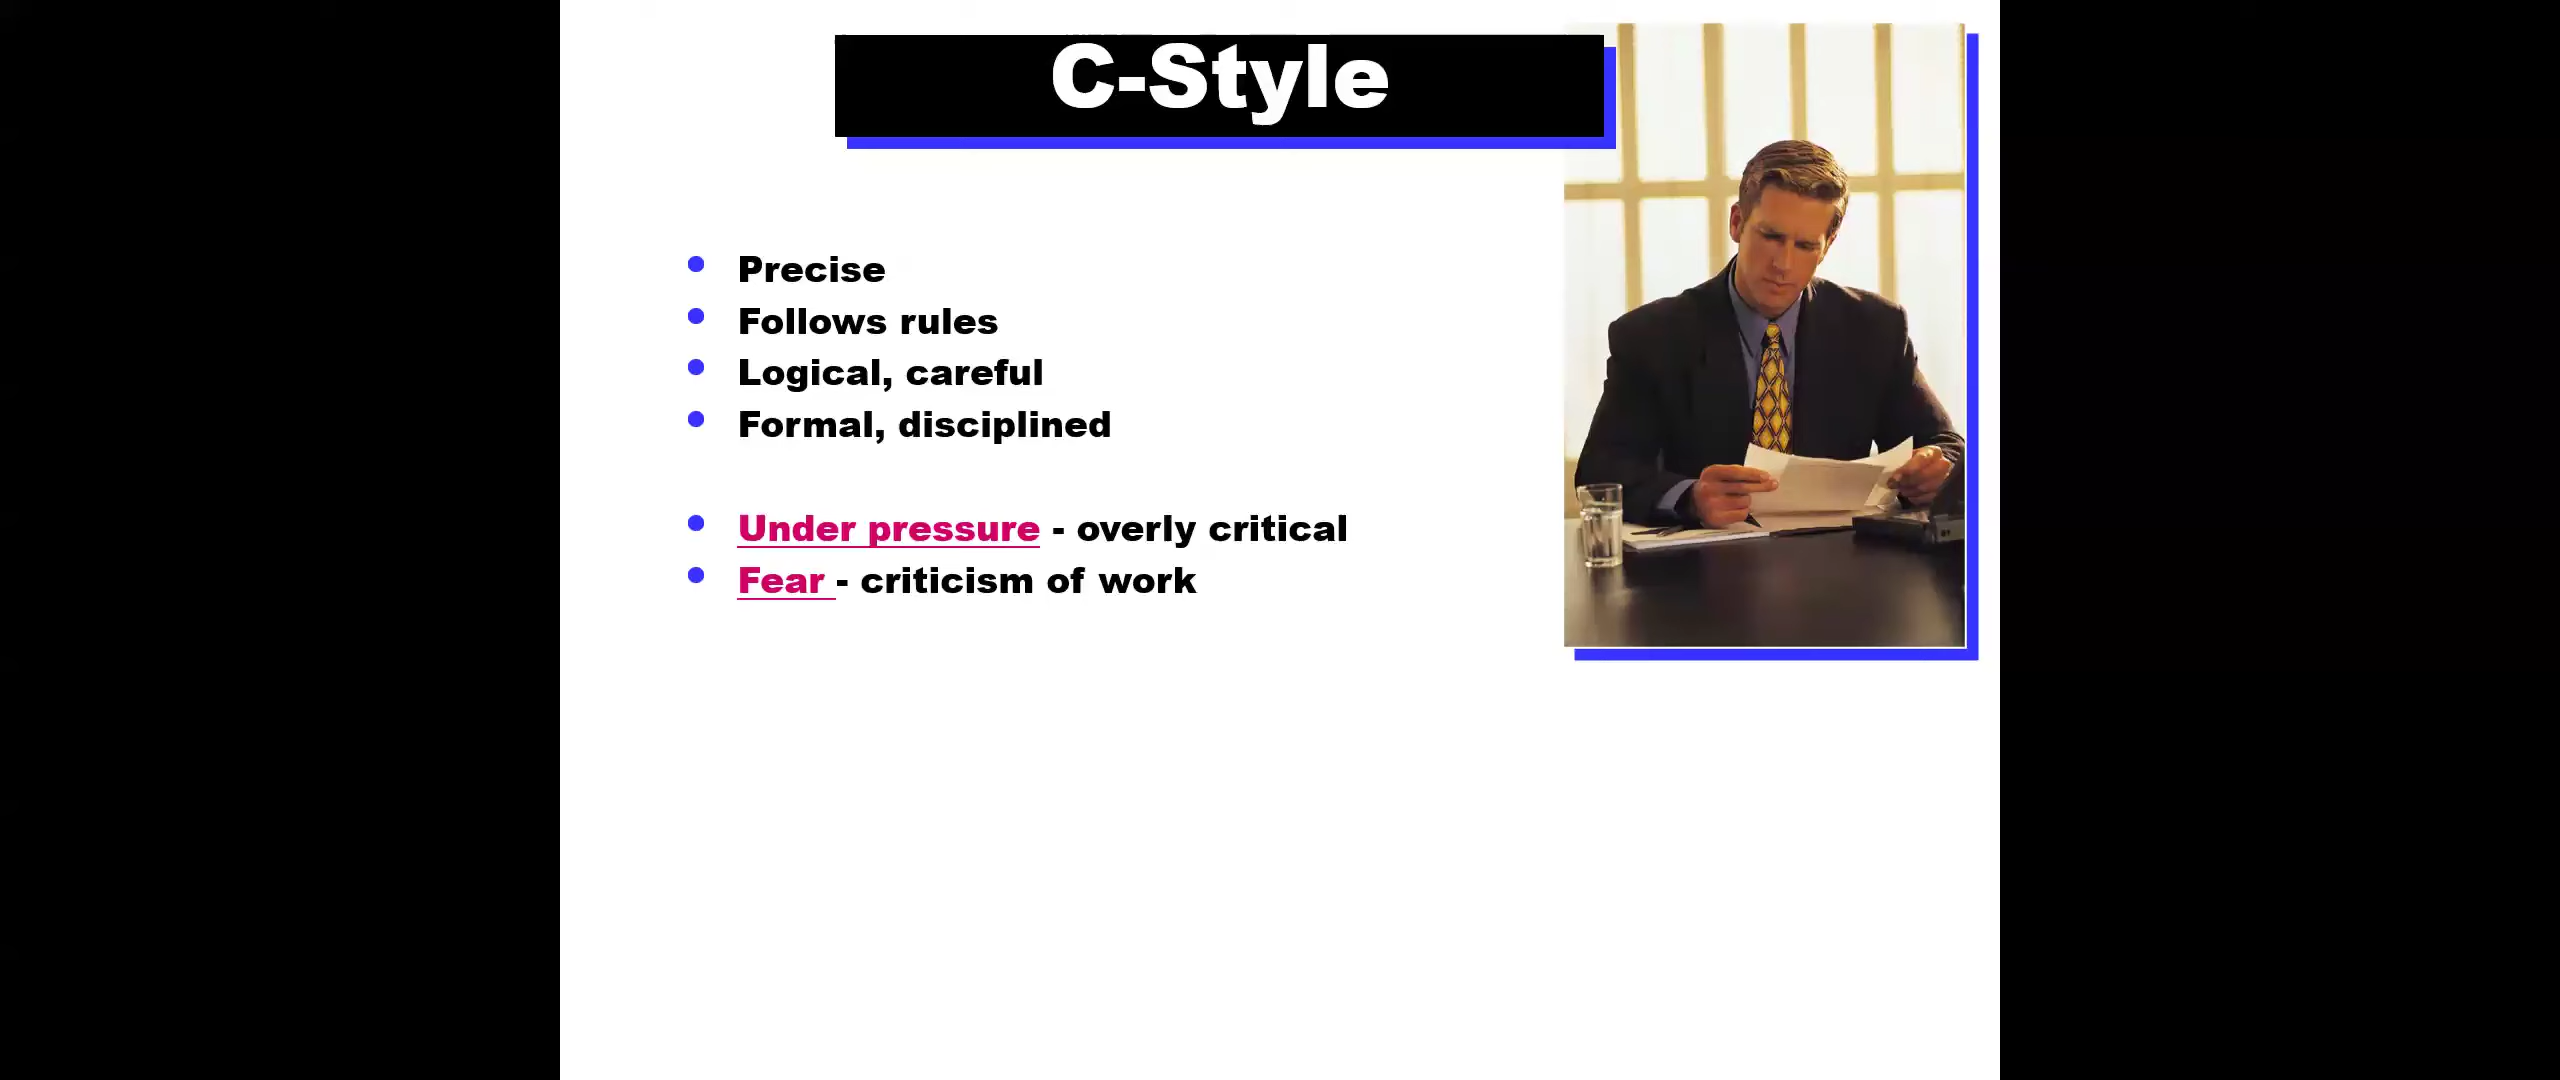 C-Style
• Precise
• Follows rules
• Logical, careful
• Formal, disciplined
• Under pressure - overly critical
• Fear - criticism of work